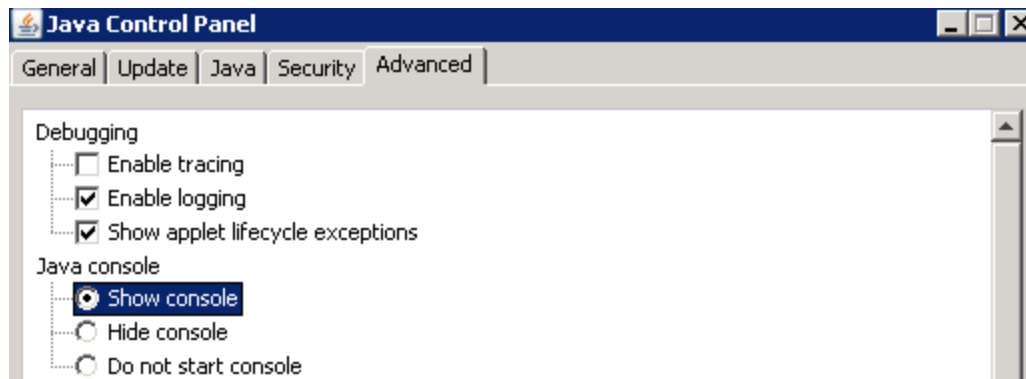 Java Control Panel
General Update Java Security Advanced
Debugging
Enable tracing
Enable logging
Show applet lifecycle exceptions
Java console
Show console
Hide console
Do not start console